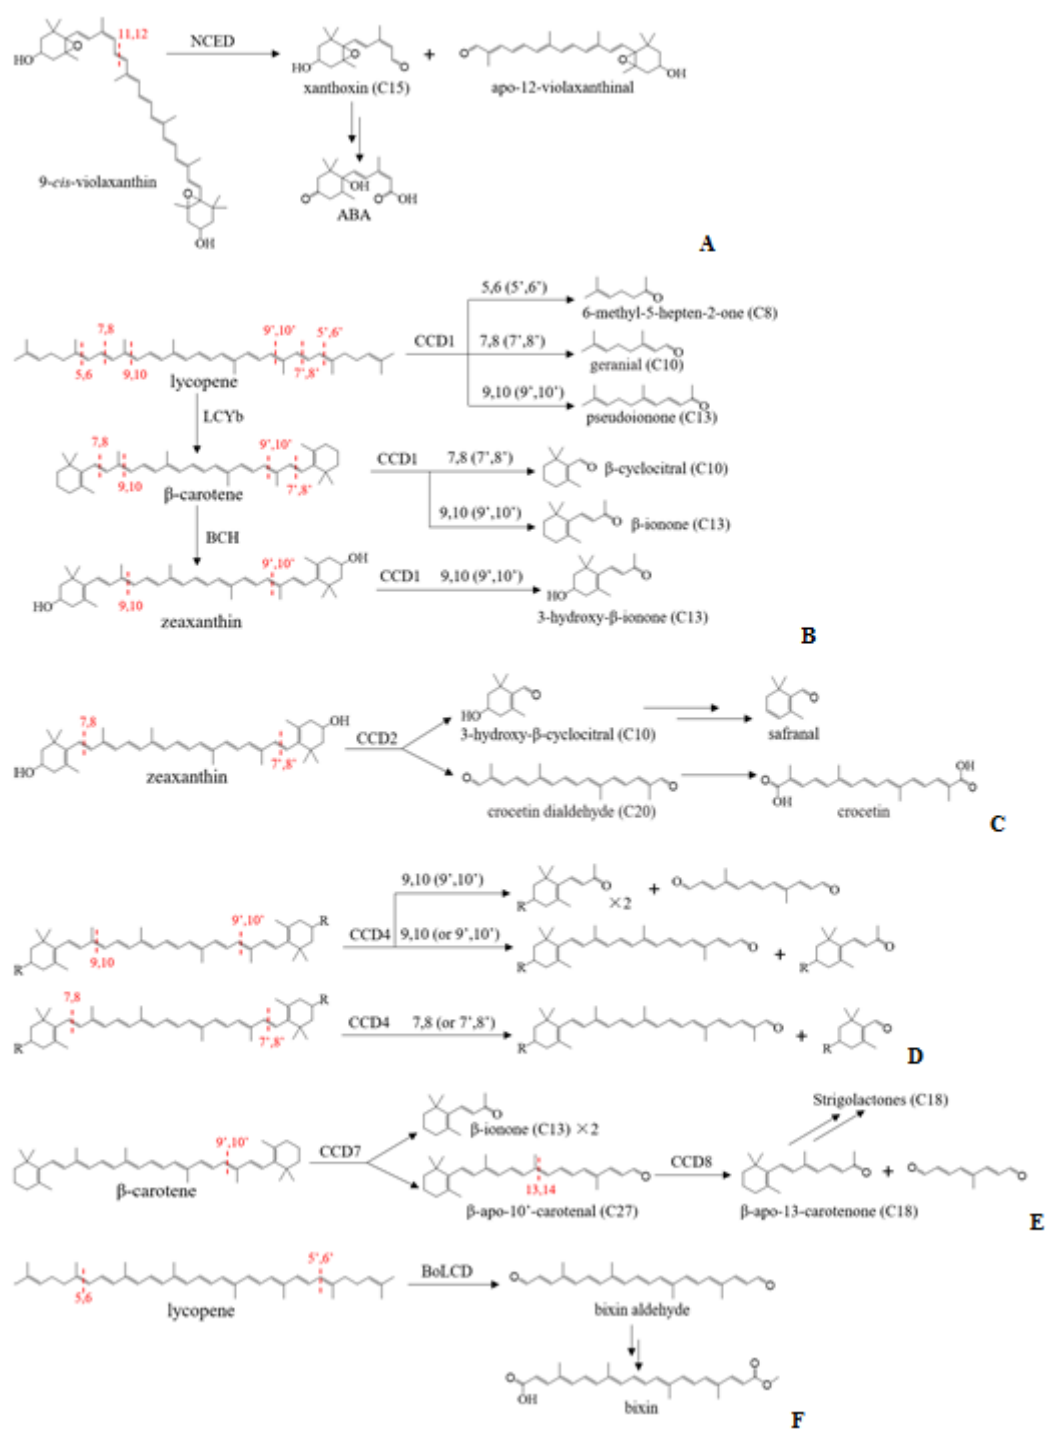 11,12
NCED
O
HO
O
HO
O
xanthoxin (C15)
+
O
O
OH
apo-12-violaxanthinal
9-cis-violaxanthin
O
OH
O
OH
O
OH
ABA
A
5,6 (5',6')
O
6-methyl-5-hepten-2-one (C8)
7,8
9',10'
5',6'
CCD1
7,8 (7',8')
O
geranial (C10)
5,6
9,10
7',8'
lycopene
9,10 (9',10')
O
pseudoionone (C13)
LCYb
7,8
9',10'
CCD1
7,8 (7',8')
O
β-cyclocitral (C10)
9,10
7',8'
β-carotene
9,10 (9',10')
O
β-ionone (C13)
BCH
OH
9',10'
CCD1
9,10 (9',10')
O
HO
9,10
HO
zeaxanthin
3-hydroxy-β-ionone (C13)
B
7,8
OH
CCD2
O
HO
3-hydroxy-β-cyclocitral (C10)
O
safranal
HO
7',8'
zeaxanthin
O
O
crocetin dialdehyde (C20)
OH
O
O
OH
crocetin
C
9,10 (9',10')
O
R
×2
+
O
O
9',10'
R
CCD4
9,10 (or 9',10')
O
R
9,10
R
+
O
R
7,8
R
CCD4
7,8 (or 7',8')
O
R
7',8'
R
+
O
R
D
Strigolactones (C18)
O
β-ionone (C13) ×2
9',10'
CCD7
β-carotene
O
13,14
β-apo-10'-carotenal (C27)
CCD8
O
β-apo-13-carotenone (C18)
+
O
O
E
5',6'
5,6
lycopene
BoLCD
O
O
bixin aldehyde
O
OH
O
O
bixin
F